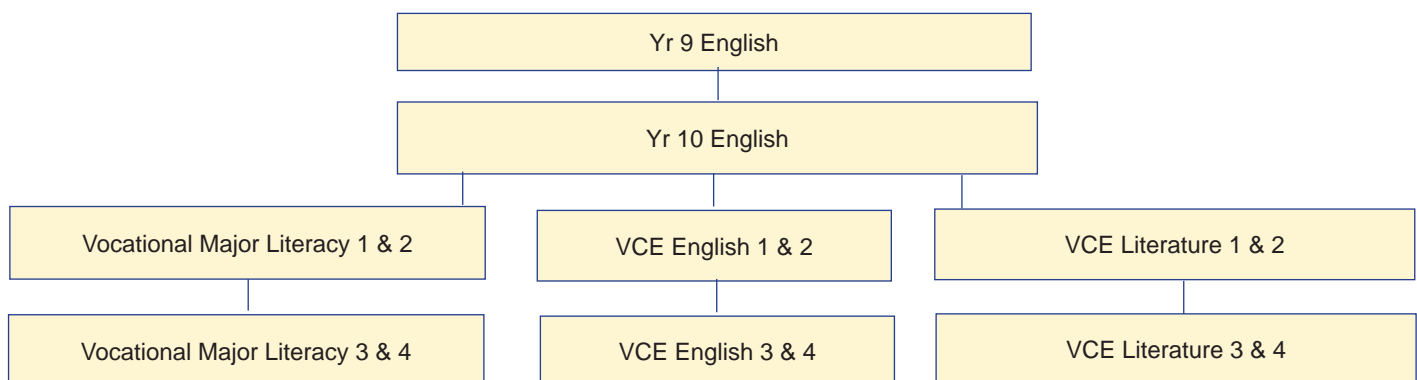 Yr 9 English
Yr 10 English
Vocational Major Literacy 1 & 2
VCE English 1 & 2
VCE Literature 1 & 2
Vocational Major Literacy 3 & 4
VCE English 3 & 4
VCE Literature 3 & 4